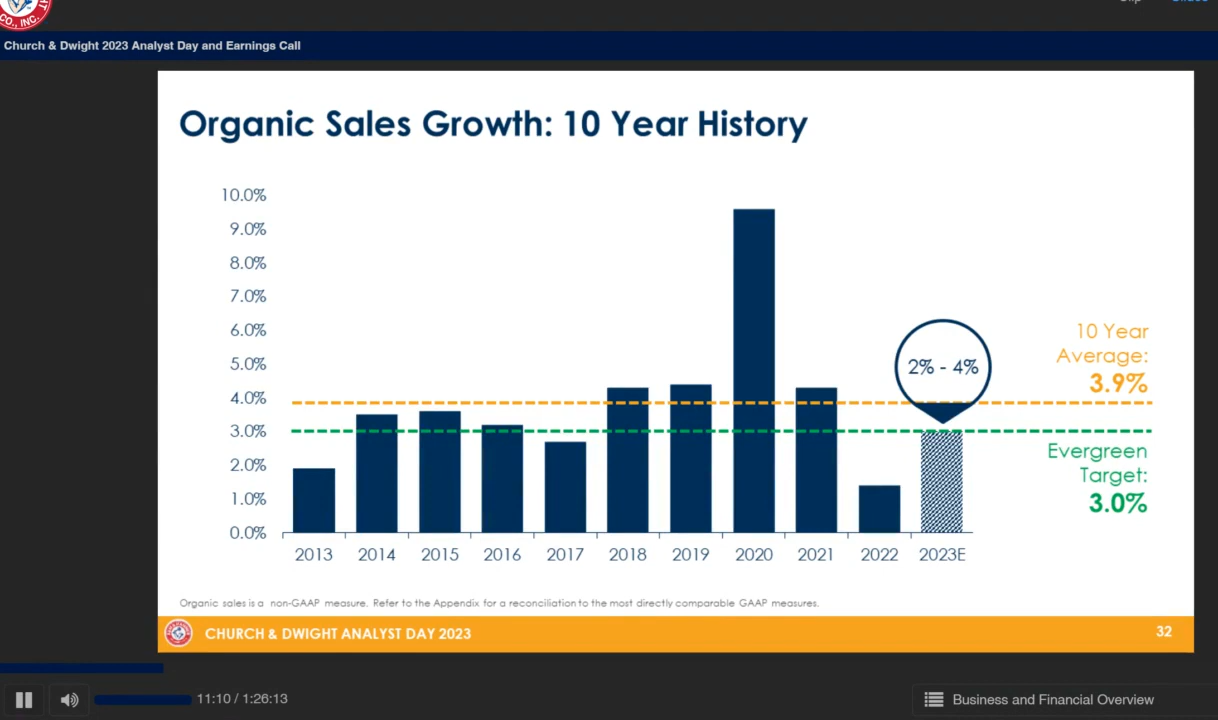 CO., INC.
Church & Dwight 2023 Analyst Day and Earnings Call
Organic Sales Growth: 10 Year History
10.0%
9.0%
8.0%
7.0%
6.0%
5.0%
4.0%
3.0%
2.0%
1.0%
0.0%
2% - 4%
10 Year
Average:
3.9%
Evergreen
Target:
3.0%
2013 2014 2015 2016 2017 2018 2019 2020 2021 2022 2023E
Organic sales is a non-GAAP measure. Refer to the Appendix for a reconciliation to the most directly comparable GAAP measures.
CHURCH & DWIGHT ANALYST DAY 2023
32
11:10 / 1:26:13
Business and Financial Overview